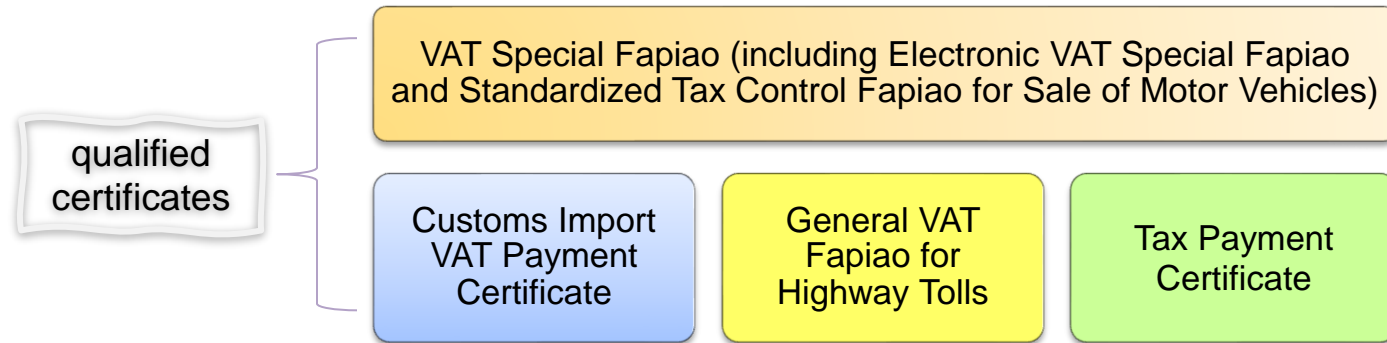 qualified
certificates
VAT Special Fapiao (including Electronic VAT Special Fapiao
and Standardized Tax Control Fapiao for Sale of Motor Vehicles)
Customs Import
VAT Payment
Certificate
General VAT
Fapiao for
Highway Tolls
Tax Payment
Certificate